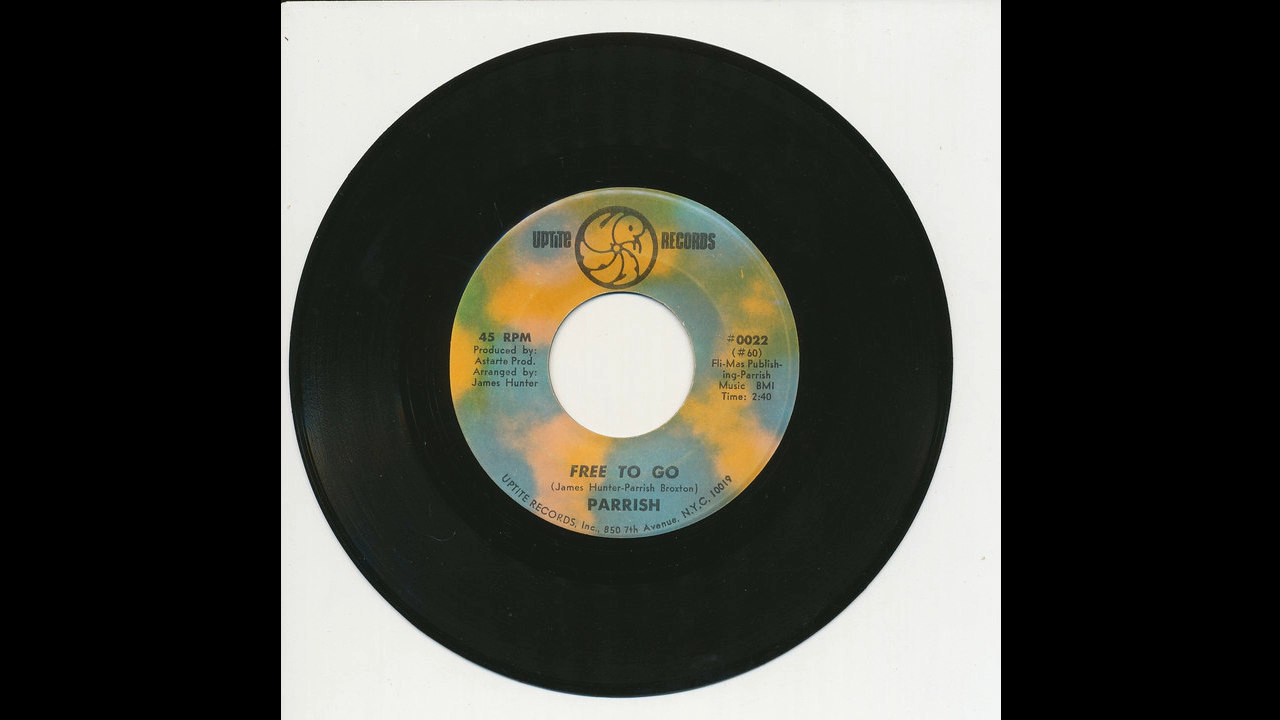 UPTITE RECORDS
45 RPM
Produced by:
Astarte Prod.
Arranged by:
James Hunter
#0022
(#60)
Fli-Mas Publish-
ing-Parrish
Music BMI
Time: 2:40
FREE TO GO
(James Hunter-Parrish Broxton)
PARRISH
UPTITE RECORDS, Inc., 850 7th Avenue, N.Y.C. 10019